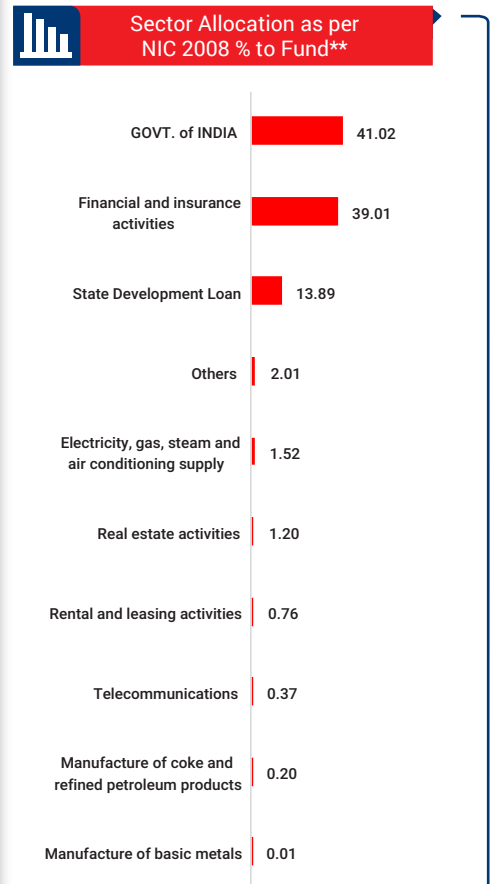 Sector Allocation as per
NIC 2008 % to Fund**
GOVT. of INDIA 41.02
Financial and insurance
activities 39.01
State Development Loan 13.89
Others 2.01
Electricity, gas, steam and
air conditioning supply 1.52
Real estate activities 1.20
Rental and leasing activities 0.76
Telecommunications 0.37
Manufacture of coke and
refined petroleum products 0.20
Manufacture of basic metals 0.01